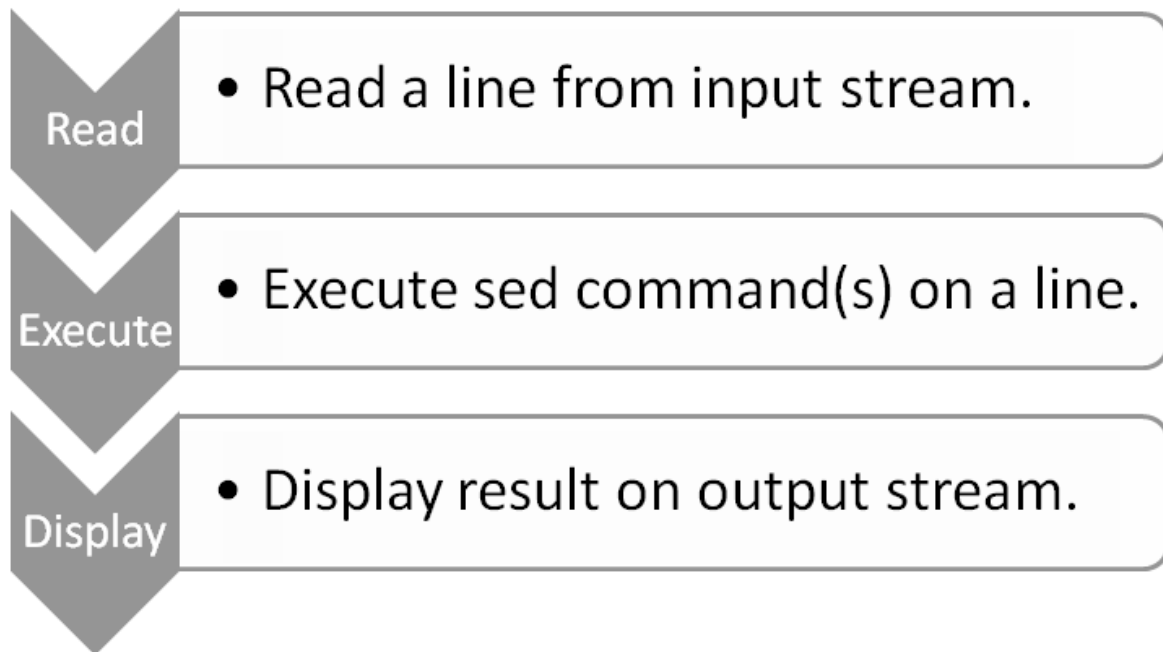 Read
• Read a line from input stream.
Execute
• Execute sed command(s) on a line.
Display
• Display result on output stream.